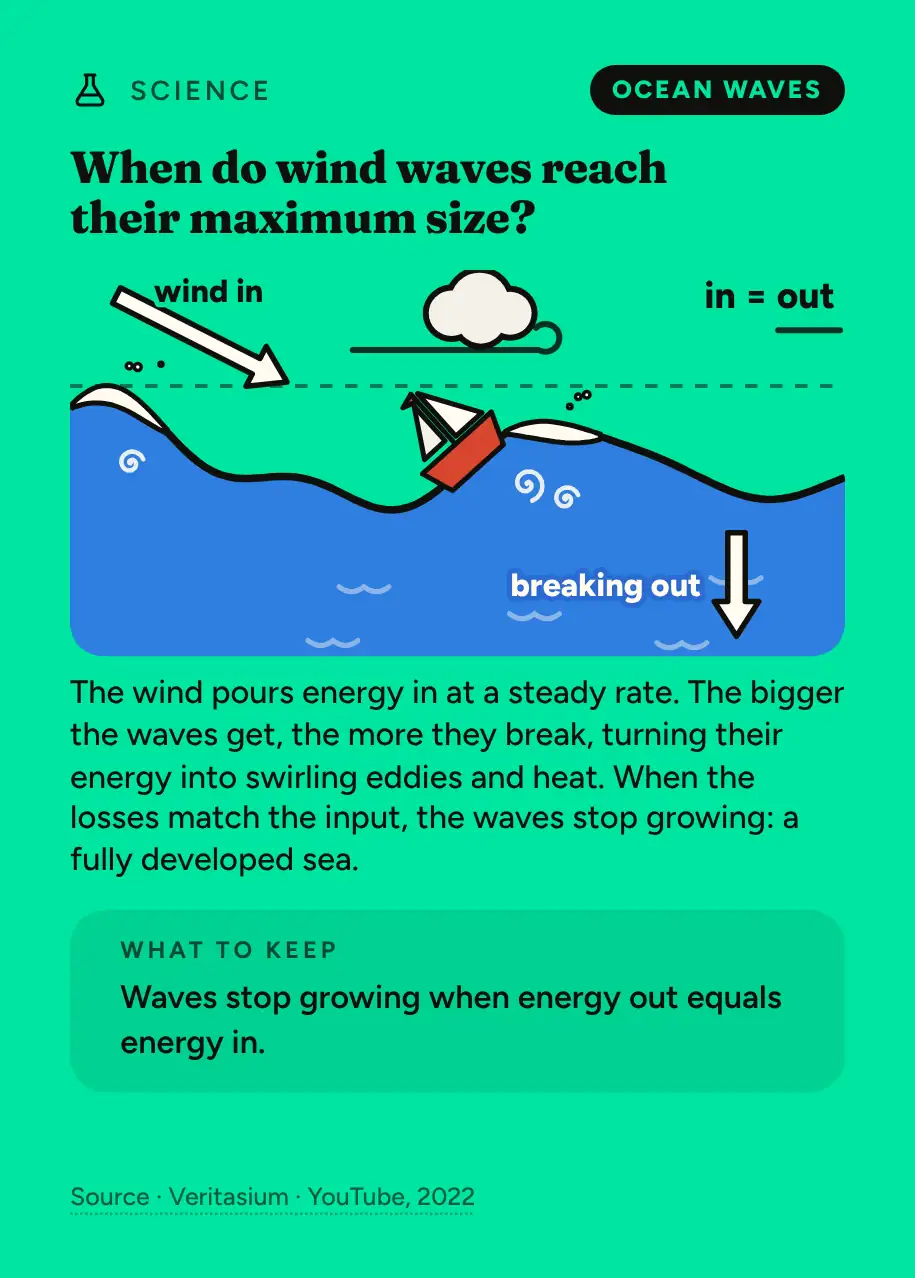 SCIENCE
OCEAN WAVES
When do wind waves reach
their maximum size?
wind in
in = out
breaking out
The wind pours energy in at a steady rate. The bigger
the waves get, the more they break, turning their
energy into swirling eddies and heat. When the
losses match the input, the waves stop growing: a
fully developed sea.
WHAT TO KEEP
Waves stop growing when energy out equals
energy in.
Source · Veritasium · YouTube, 2022